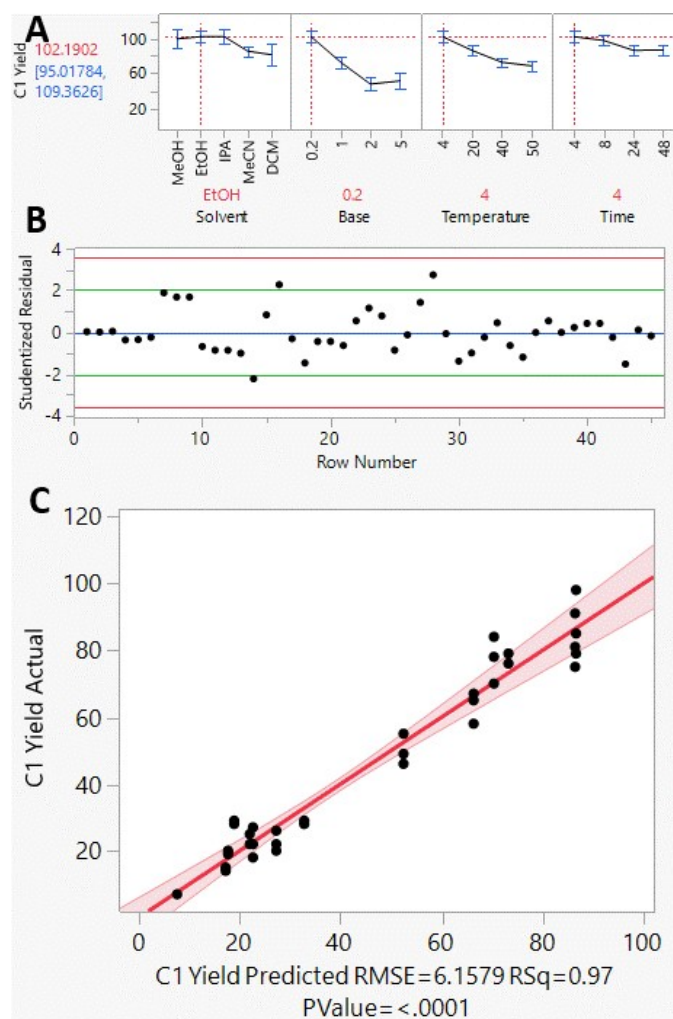 A
C1 Yield
102.1902
[95.01784,
109.3626]
100
60
20
MeOH
EtOH
IPA
MeCN
DCM
0.2
1
2
5
4
20
40
50
4
8
24
48
EtOH
0.2
4
4
Solvent
Base
Temperature
Time
B
Studentized Residual
4
2
0
-2
-4
0
10
20
30
40
Row Number
C
C1 Yield Actual
120
100
80
60
40
20
0
20
40
60
80
100
C1 Yield Predicted RMSE=6.1579 RSq=0.97
PValue=<.0001